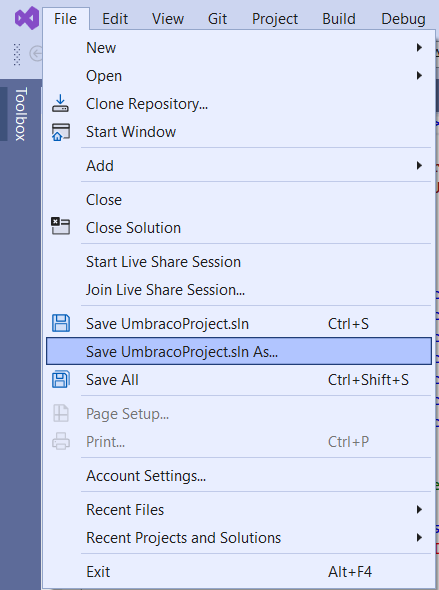 File Edit View Git Project Build Debug
Toolbox
New
Open
Clone Repository...
Start Window
Add
Close
Close Solution
Start Live Share Session
Join Live Share Session...
Save UmbracoProject.sln Ctrl+S
Save UmbracoProject.sln As...
Save All Ctrl+Shift+S
Page Setup...
Print... Ctrl+P
Account Settings...
Recent Files
Recent Projects and Solutions
Exit Alt+F4